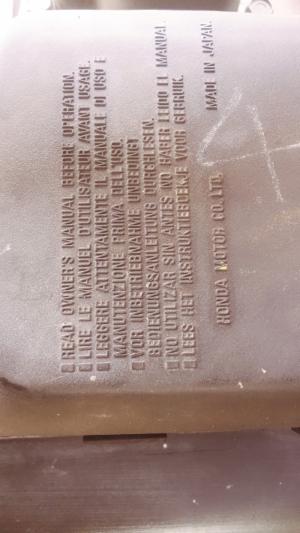 READ OWNER'S MANUAL BEFORE OPERATION.
LIRE LE MANUEL D'UTILISATEUR AVANT USAGE.
LEGGERE ATTENTAMENTE IL MANUALE DI USO E
MANUTENZIONE PRIMA DELL'USO.
VOR INBETRIEBNAHME UNBEDINGT
BEDIENUNGSANLEITUNG DURCHLESEN.
NO UTILIZAR SIN ANTES NO BABER LEIDO EL MANUAL.
LEES HET INSTRUKTIEBOEKJE VOOR GEBRUIK.
HONDA MOTOR CO., LTD. MADE IN JAPAN.
4